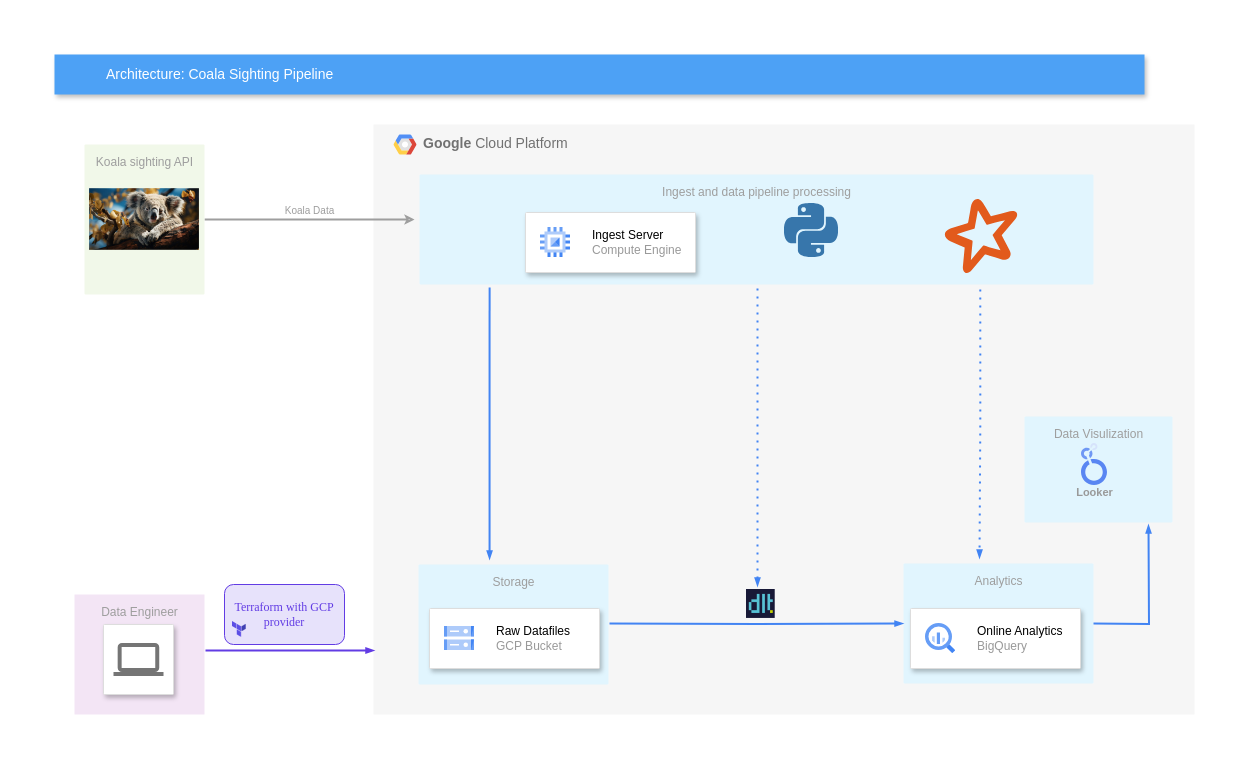 Architecture: Coala Sighting Pipeline
Google Cloud Platform
Koala sighting API
Koala Data
Ingest and data pipeline processing
Ingest Server
Compute Engine
Data Visulization
Looker
Storage
Raw Datafiles
GCP Bucket
dlt
Analytics
Online Analytics
BigQuery
Data Engineer
Terraform with GCP
provider